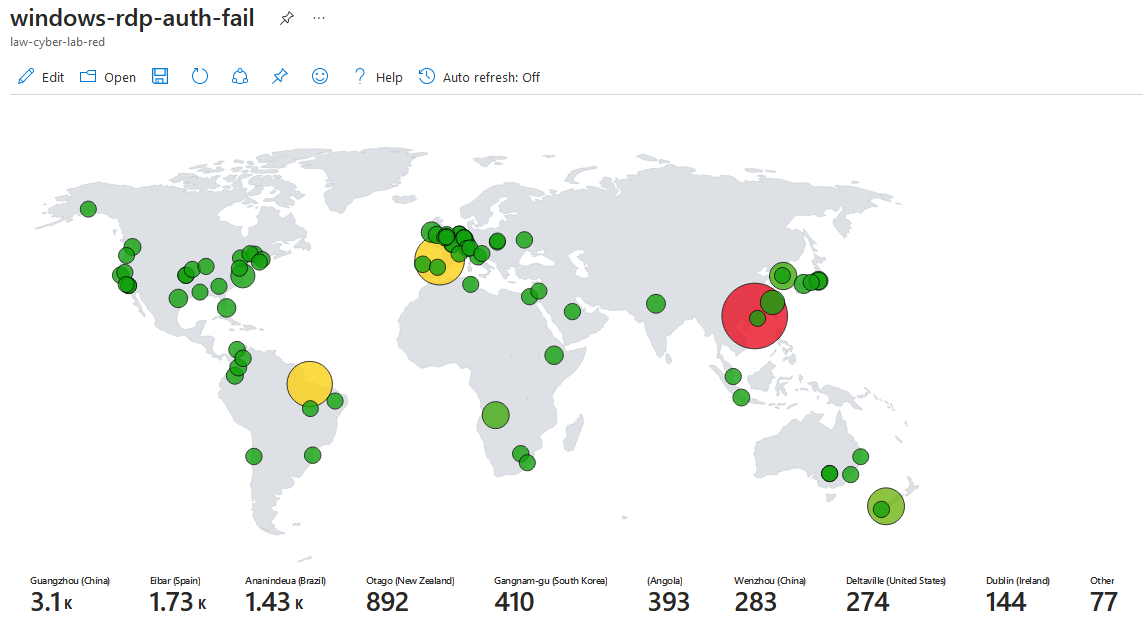 windows-rdp-auth-fail
law-cyber-lab-red
Edit Open Help Auto refresh: Off
Guangzhou (China) Eibar (Spain) Ananindeua (Brazil) Otago (New Zealand) Gangnam-gu (South Korea) (Angola) Wenzhou (China) Deltaville (United States) Dublin (Ireland) Other
3.1 K 1.73 K 1.43 K 892 410 393 283 274 144 77